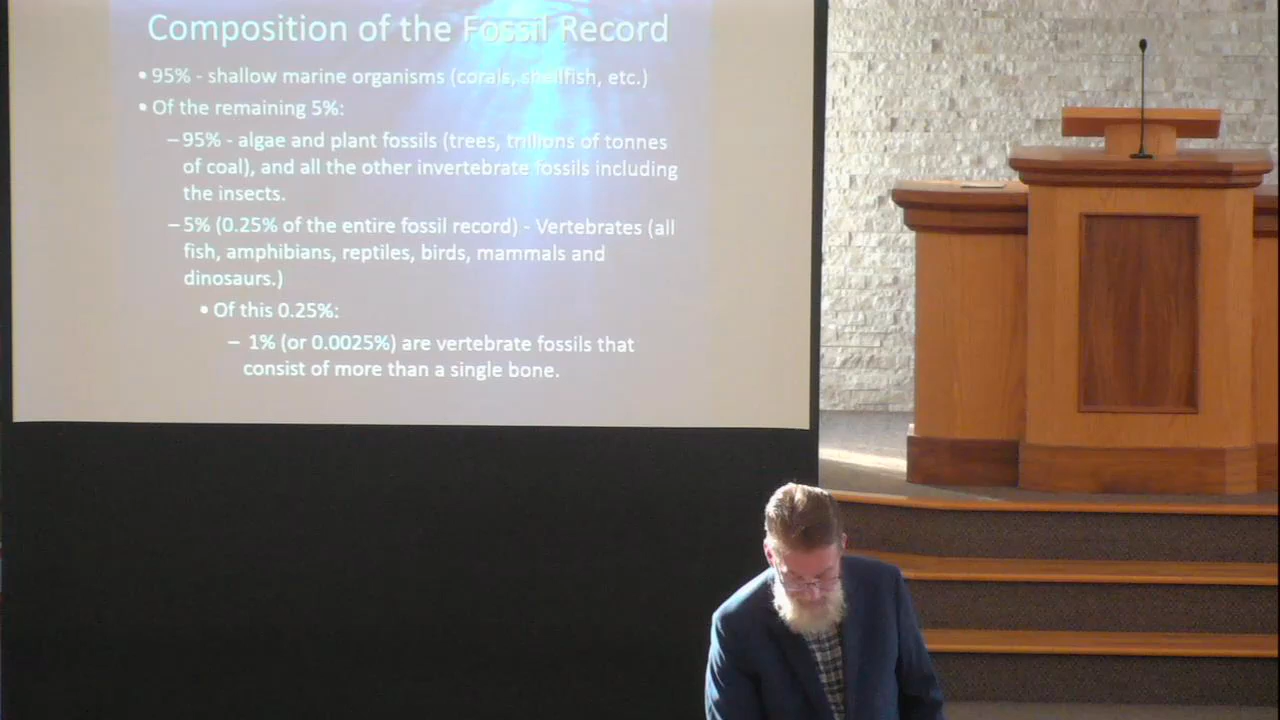 Composition of the Fossil Record
• 95% - shallow marine organisms (corals, shellfish, etc.)
• Of the remaining 5%:
– 95% - algae and plant fossils (trees, trillions of tonnes
of coal), and all the other invertebrate fossils including
the insects.
– 5% (0.25% of the entire fossil record) - Vertebrates (all
fish, amphibians, reptiles, birds, mammals and
dinosaurs.)
• Of this 0.25%:
– 1% (or 0.0025%) are vertebrate fossils that
consist of more than a single bone.